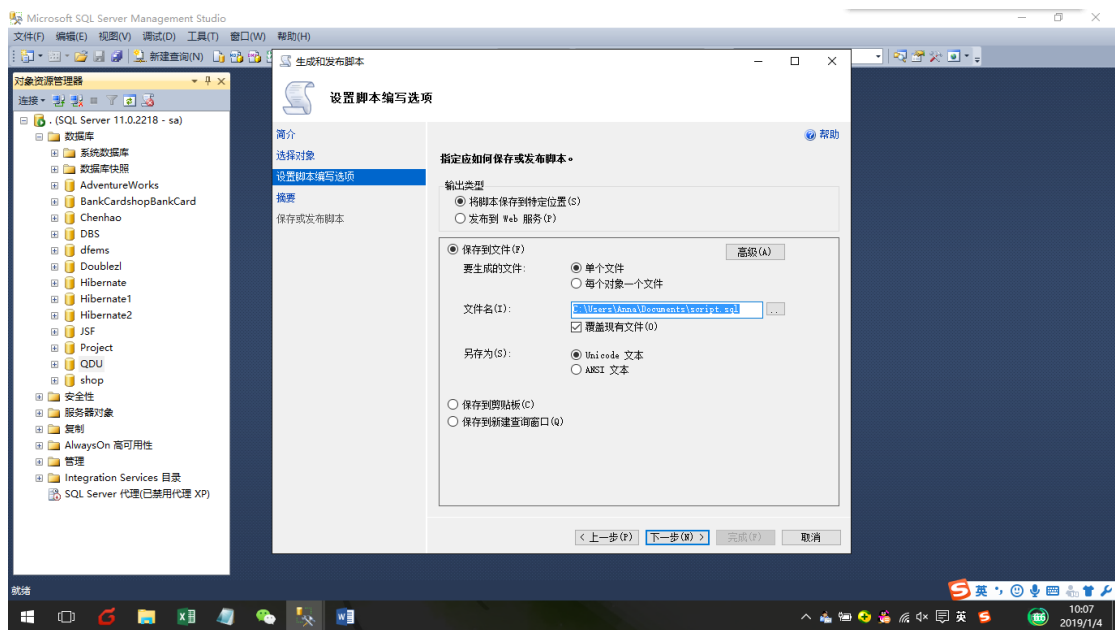 Microsoft SQL Server Management Studio
文件(F) 编辑(E) 视图(V) 调试(D) 工具(T) 窗口(W) 帮助(H)
新建查询(N)
对象资源管理器
连接
. (SQL Server 11.0.2218 - sa)
数据库
系统数据库
数据库快照
AdventureWorks
BankCardshopBankCard
Chenhao
DBS
dfems
Doublezl
Hibernate
Hibernate1
Hibernate2
JSF
Project
QDU
shop
安全性
服务器对象
复制
AlwaysOn 高可用性
管理
Integration Services 目录
SQL Server 代理(已禁用代理 XP)
生成和发布脚本
设置脚本编写选项
简介
选择对象
设置脚本编写选项
摘要
保存或发布脚本
帮助
指定应如何保存或发布脚本。
输出类型
将脚本保存到特定位置(S)
发布到 Web 服务(P)
保存到文件(F)
高级(A)
要生成的文件:
单个文件
每个对象一个文件
文件名(I):
C:\Users\Anna\Documents\script.sql
..
覆盖现有文件(O)
另存为(S):
Unicode 文本
ANSI 文本
保存到剪贴板(C)
保存到新建查询窗口(Q)
< 上一步(P)
下一步(N) >
完成(F)
取消
就绪
英
英
10:07
2019/1/4